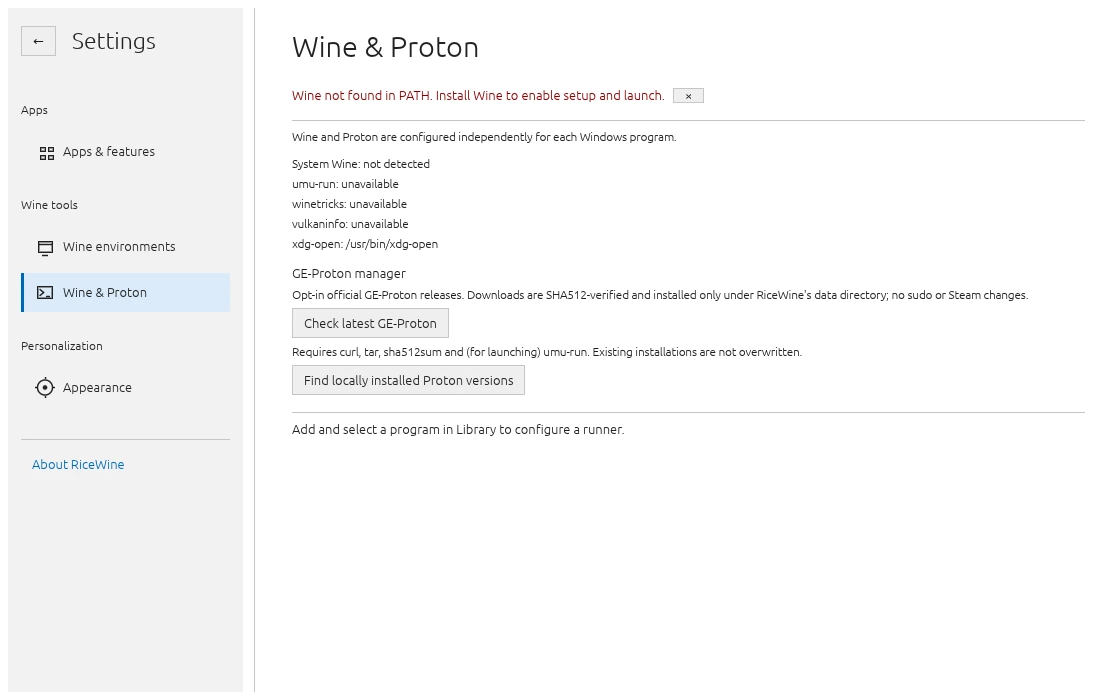 ← Settings
Apps
Apps & features
Wine tools
Wine environments
Wine & Proton
Personalization
Appearance
About RiceWine
Wine & Proton
Wine not found in PATH. Install Wine to enable setup and launch. ×
Wine and Proton are configured independently for each Windows program.
System Wine: not detected
umu-run: unavailable
winetricks: unavailable
vulkaninfo: unavailable
xdg-open: /usr/bin/xdg-open
GE-Proton manager
Opt-in official GE-Proton releases. Downloads are SHA512-verified and installed only under RiceWine's data directory; no sudo or Steam changes.
Check latest GE-Proton
Requires curl, tar, sha512sum and (for launching) umu-run. Existing installations are not overwritten.
Find locally installed Proton versions
Add and select a program in Library to configure a runner.